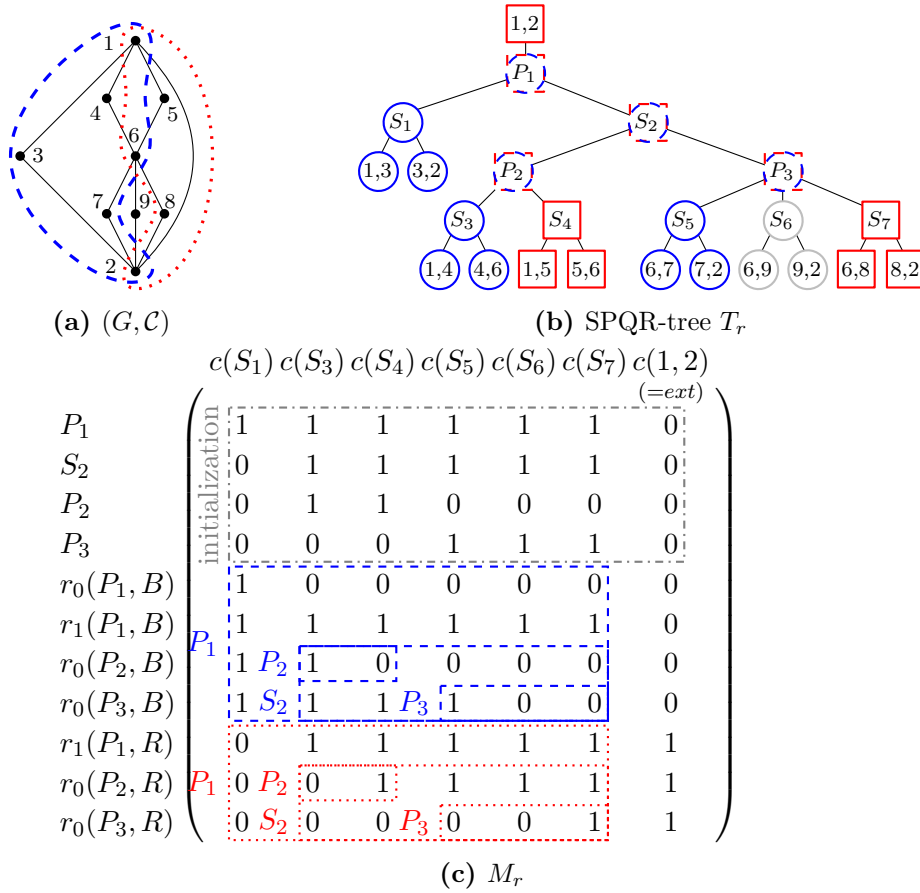 1
4
5
3
6
7
9
8
2
(a) (G, C)
1,2
P₁
S₁
S₂
1,3
3,2
P₂
P₃
S₃
S₄
S₅
S₆
S₇
1,4
4,6
1,5
5,6
6,7
7,2
6,9
9,2
6,8
8,2
(b) SPQR-tree Tᵣ
c(S₁) c(S₃) c(S₄) c(S₅) c(S₆) c(S₇) c(1, 2)
(=ext)
initialization
P₁ 1 1 1 1 1 1 0
S₂ 0 1 1 1 1 1 0
P₂ 0 1 1 0 0 0 0
P₃ 0 0 0 1 1 1 0
r₀(P₁, B) 1 0 0 0 0 0 0
r₁(P₁, B) 1 1 1 1 1 1 0
P₁
r₀(P₂, B) 1 P₂ 1 0 0 0 0 0
r₀(P₃, B) 1 S₂ 1 1 P₃ 1 0 0 0
r₁(P₁, R) 0 1 1 1 1 1 1
r₀(P₂, R) P₁ 0 P₂ 0 1 1 1 1 1
r₀(P₃, R) 0 S₂ 0 0 P₃ 0 0 1 1
(c) Mᵣ